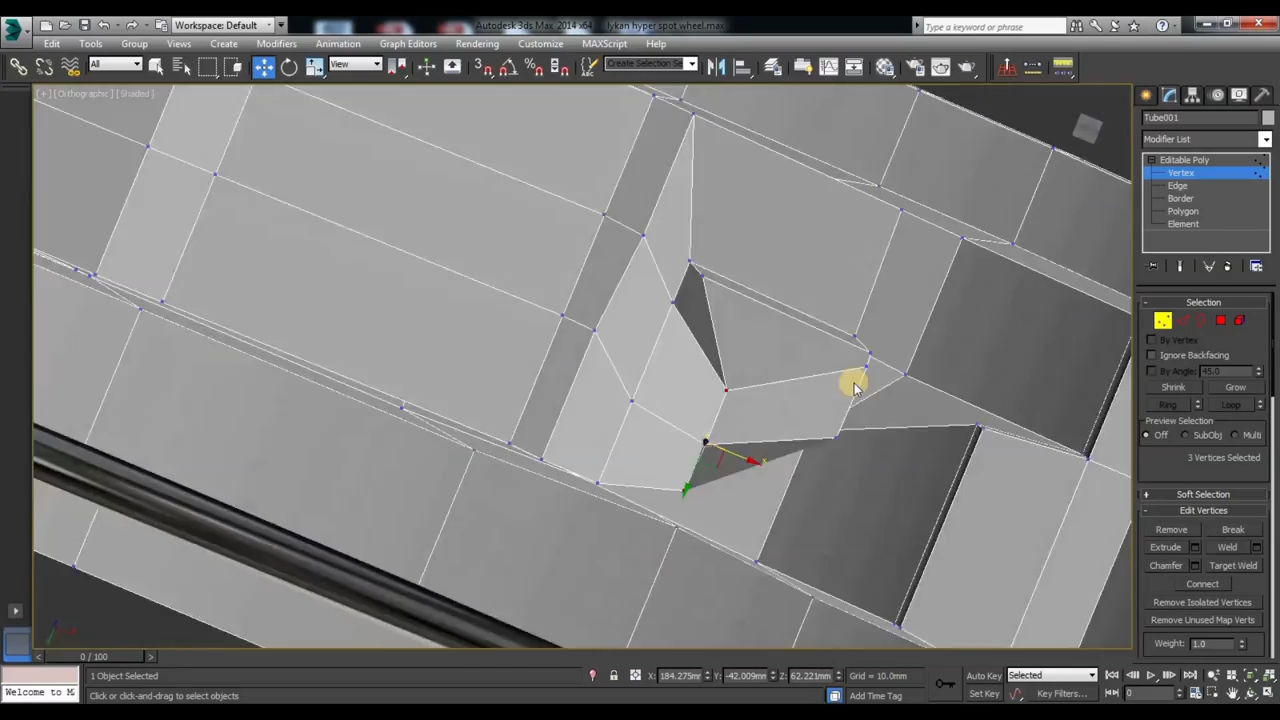 Workspace: Default
Autodesk 3ds Max 2014 x64
lykan hyper spot wheel.max
Type a keyword or phrase
Edit Tools Group Views Create Modifiers Animation Graph Editors Rendering Customize MAXScript Help
All
View
Create Selection Se
[+] [Orthographic] [Shaded]
Tube001
Modifier List
Editable Poly
Vertex
Edge
Border
Polygon
Element
Selection
By Vertex
Ignore Backfacing
By Angle: 45.0
Shrink Grow
Ring Loop
Preview Selection
Off SubObj Multi
3 Vertices Selected
Soft Selection
Edit Vertices
Remove Break
Extrude Weld
Chamfer Target Weld
Connect
Remove Isolated Vertices
Remove Unused Map Verts
Weight: 1.0
0 / 100
1 Object Selected
X: 184.275mm Y: -42.009mm Z: 62.221mm Grid = 10.0mm
Auto Key Selected
Welcome to M
Click or click-and-drag to select objects
Add Time Tag
Set Key Key Filters...
0